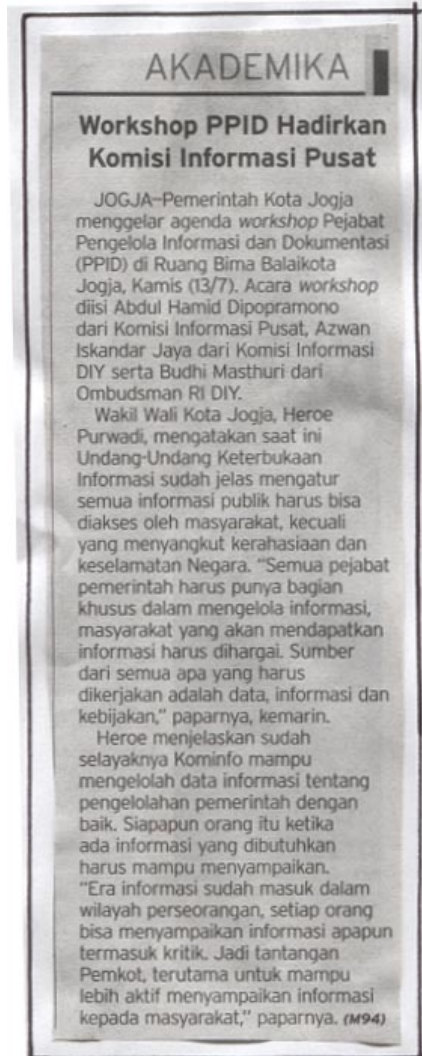 AKADEMIKA
Workshop PPID Hadirkan
Komisi Informasi Pusat
JOGJA–Pemerintah Kota Jogja
menggelar agenda workshop Pejabat
Pengelola Informasi dan Dokumentasi
(PPID) di Ruang Bima Balaikota
Jogja, Kamis (13/7). Acara workshop
diisi Abdul Hamid Dipopramono
dari Komisi Informasi Pusat, Azwan
Iskandar Jaya dari Komisi Informasi
DIY serta Budhi Masthuri dari
Ombudsman RI DIY.
Wakil Wali Kota Jogja, Heroe
Purwadi, mengatakan saat ini
Undang-Undang Keterbukaan
Informasi sudah jelas mengatur
semua informasi publik harus bisa
diakses oleh masyarakat, kecuali
yang menyangkut kerahasiaan dan
keselamatan Negara. “Semua pejabat
pemerintah harus punya bagian
khusus dalam mengelola informasi,
masyarakat yang akan mendapatkan
informasi harus dihargai. Sumber
dari semua apa yang harus
dikerjakan adalah data, informasi dan
kebijakan,” paparnya, kemarin.
Heroe menjelaskan sudah
selayaknya Kominfo mampu
mengelolah data informasi tentang
pengelolahan pemerintah dengan
baik. Siapapun orang itu ketika
ada informasi yang dibutuhkan
harus mampu menyampaikan.
“Era informasi sudah masuk dalam
wilayah perseorangan, setiap orang
bisa menyampaikan informasi apapun
termasuk kritik. Jadi tantangan
Pemkot, terutama untuk mampu
lebih aktif menyampaikan informasi
kepada masyarakat,” paparnya. (M94)